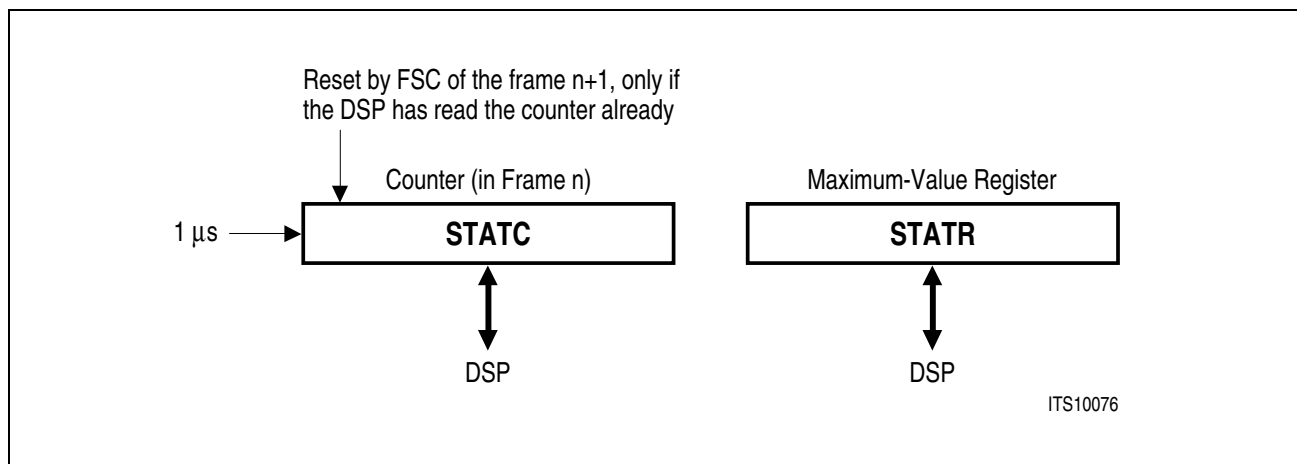 Reset by FSC of the frame n+1, only if
the DSP has read the counter already
Counter (in Frame n)
Maximum-Value Register
1 μs
STATC
STATR
DSP
DSP
ITS10076